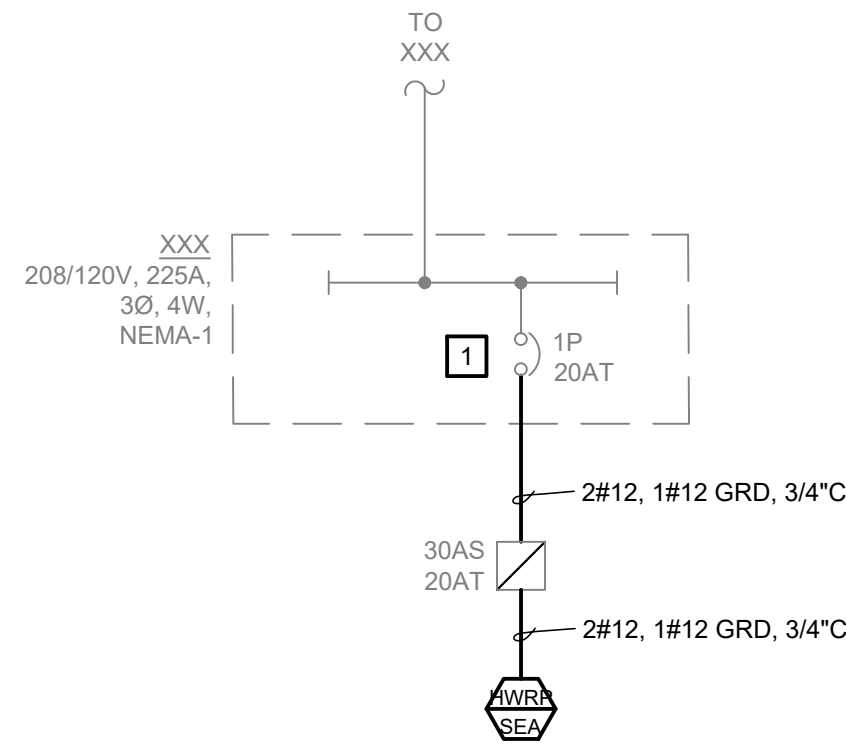 TO
XXX
XXX
208/120V, 225A,
3Ø, 4W,
NEMA-1
1
1P
20AT
2#12, 1#12 GRD, 3/4"C
30AS
20AT
2#12, 1#12 GRD, 3/4"C
HWRP
SEA